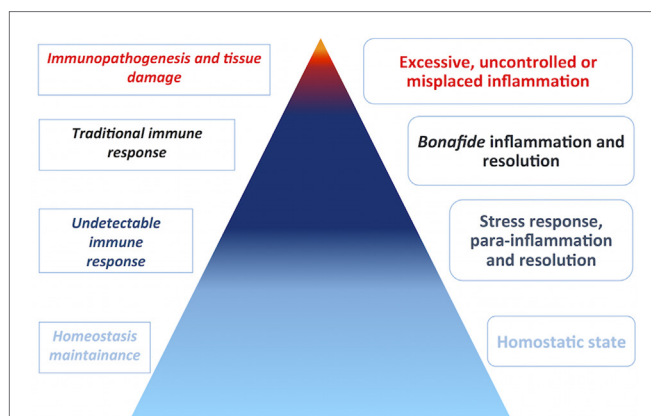 Immunopathogenesis and tissue
damage
Excessive, uncontrolled or
misplaced inflammation
Traditional immune
response
Bonafide inflammation and
resolution
Undetectable
immune
response
Stress response,
para-inflammation
and resolution
Homeostasis
maintainance
Homostatic state